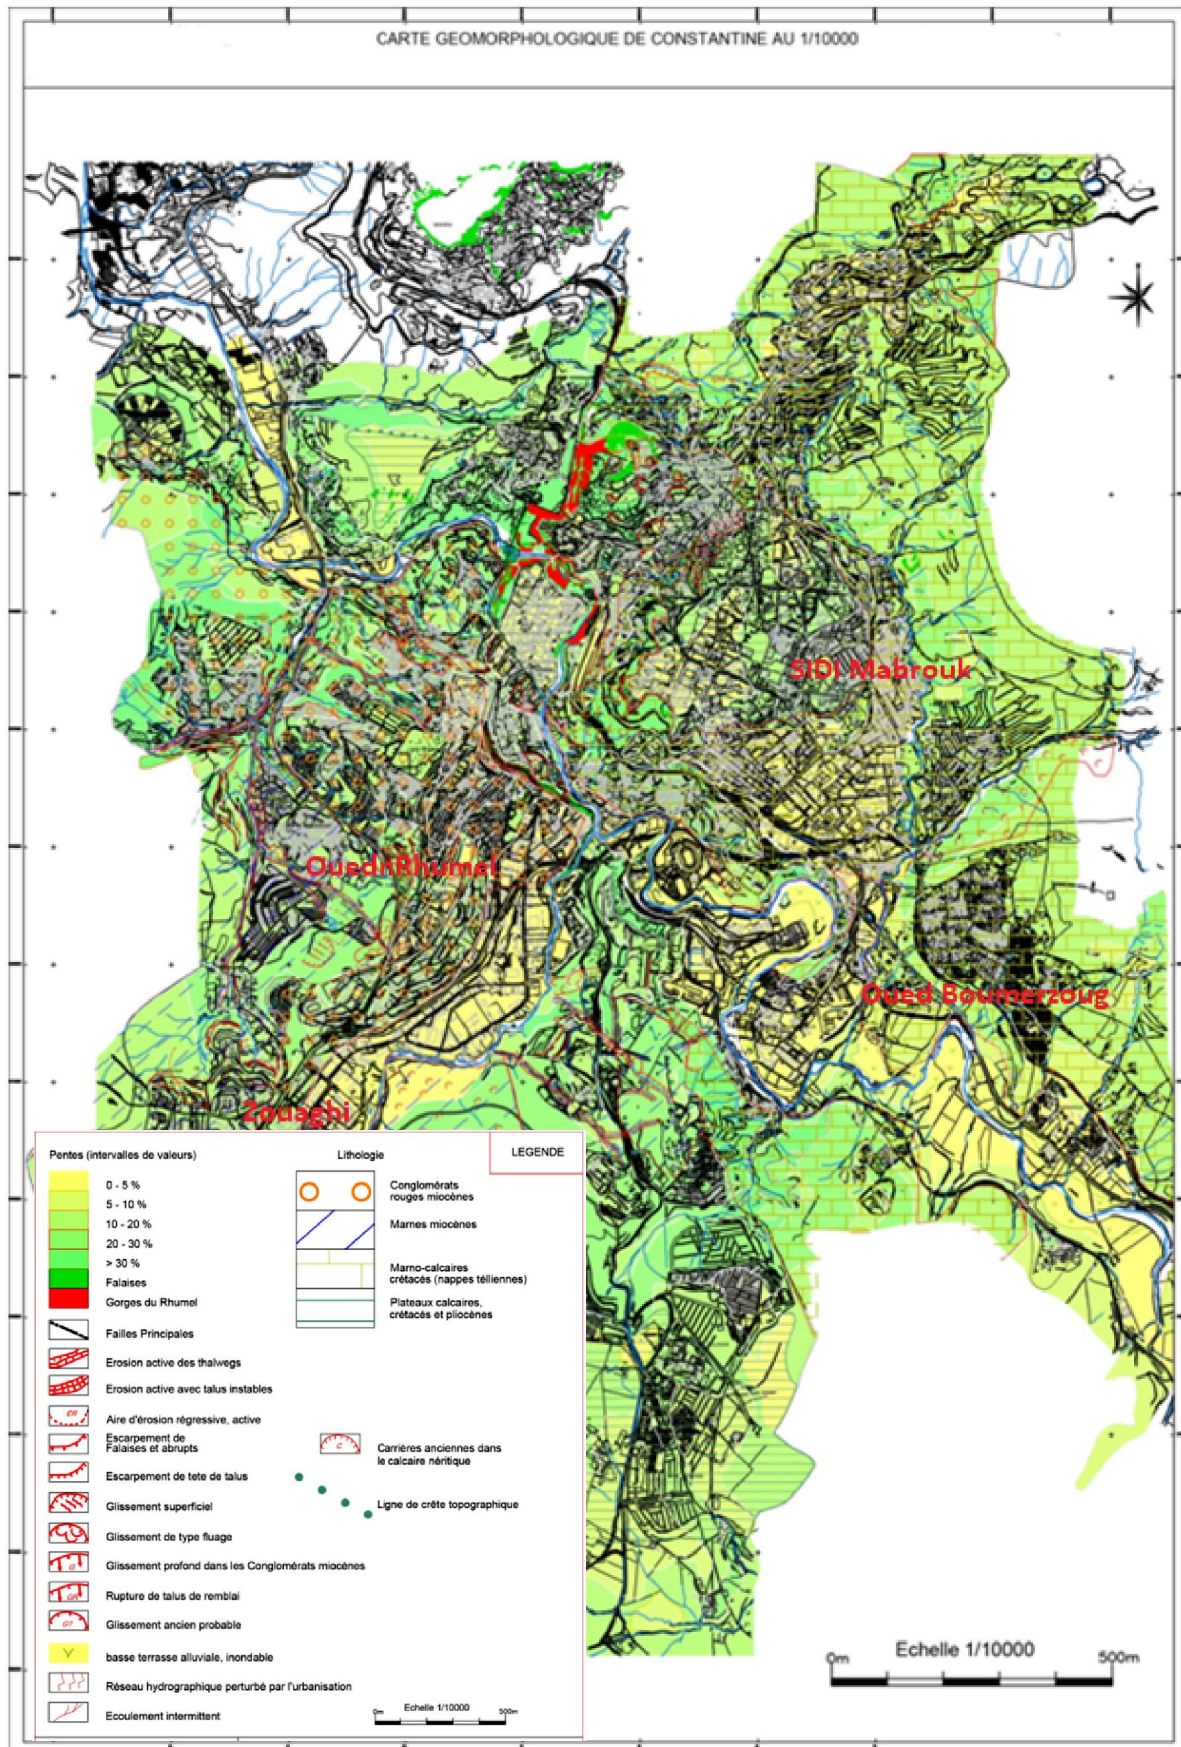 CARTE GEOMORPHOLOGIQUE DE CONSTANTINE AU 1/10000
SIDI Mabrouk
OuednRhumel
Oued Boumerzoug
Zouaghi
LEGENDE
Pentes (intervalles de valeurs)
0 - 5 %
5 - 10 %
10 - 20 %
20 - 30 %
> 30 %
Falaises
Gorges du Rhumel
Failles Principales
Erosion active des thalwegs
Erosion active avec talus instables
ER
Aire d'érosion régressive, active
Escarpement de
Falaises et abrupts
Escarpement de tete de talus
Glissement superficiel
Glissement de type fluage
G
Glissement profond dans les Conglomérats miocènes
GR
Rupture de talus de remblai
G?
Glissement ancien probable
basse terrasse alluviale, inondable
Réseau hydrographique perturbé par l'urbanisation
Ecoulement intermittent
Lithologie
Conglomérats
rouges miocènes
Marnes miocènes
Marno-calcaires
crétacés (nappes télliennes)
Plateaux calcaires,
crétacés et pliocènes
C
Carrières anciennes dans
le calcaire néritique
Ligne de crête topographique
Echelle 1/10000
0m 500m
Echelle 1/10000
0m 500m